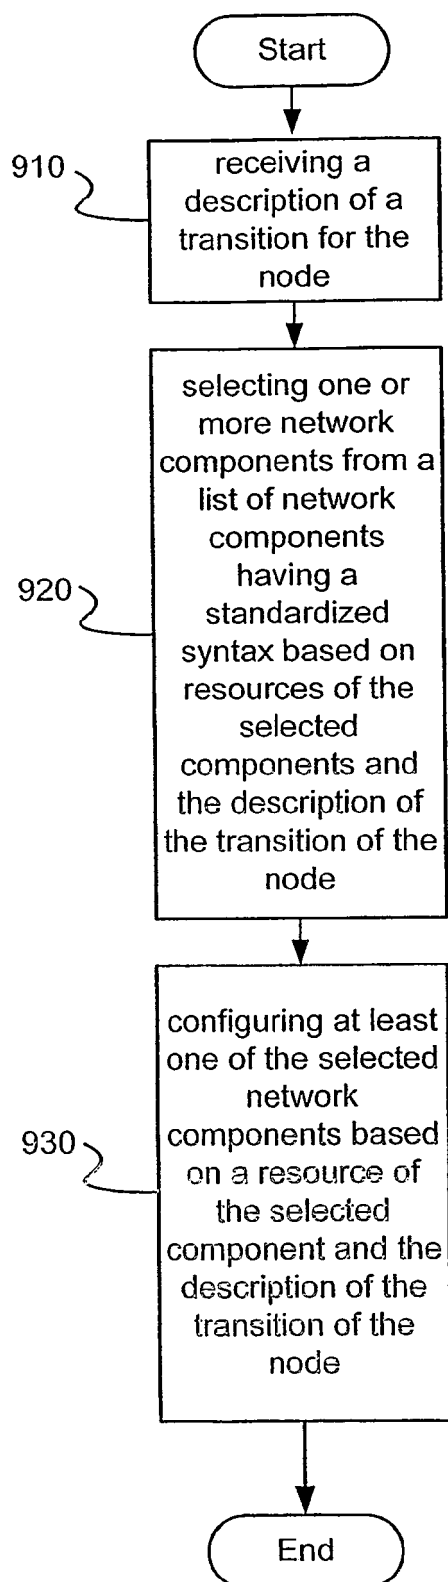 Start
910
receiving a
description of a
transition for the
node
920
selecting one or
more network
components from a
list of network
components
having a
standardized
syntax based on
resources of the
selected
components and
the description of
the transition of the
node
930
configuring at least
one of the selected
network
components based
on a resource of
the selected
component and the
description of the
transition of the
node
End